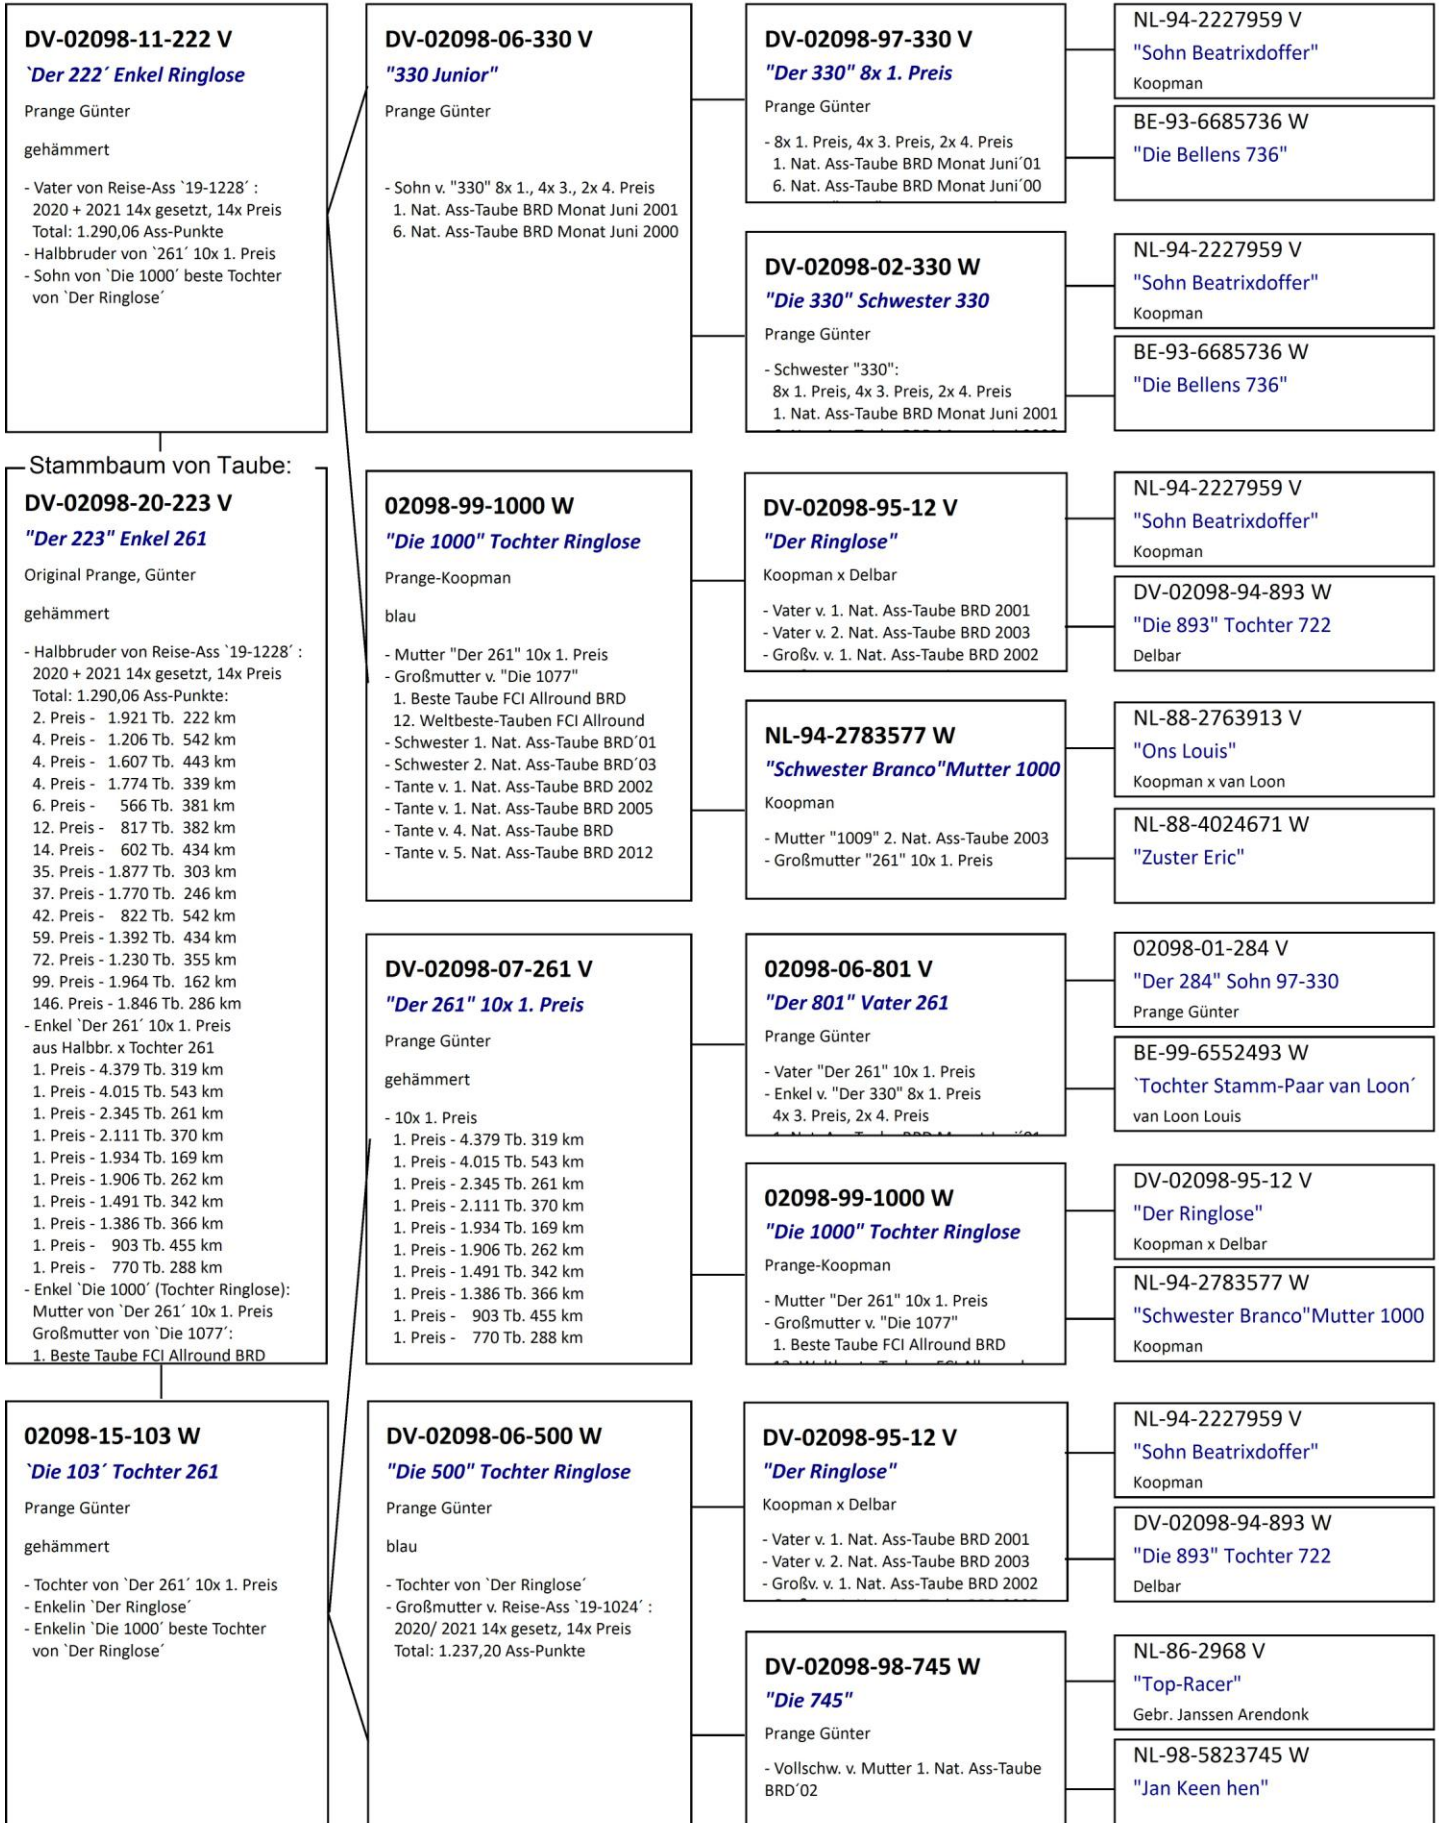 DV-02098-11-222 V
`Der 222´ Enkel Ringlose
Prange Günter
gehämmert
- Vater von Reise-Ass `19-1228´ :
2020 + 2021 14x gesetzt, 14x Preis
Total: 1.290,06 Ass-Punkte
- Halbbruder von `261´ 10x 1. Preis
- Sohn von `Die 1000´ beste Tochter
von `Der Ringlose´
Stammbaum von Taube:
DV-02098-20-223 V
"Der 223" Enkel 261
Original Prange, Günter
gehämmert
- Halbbruder von Reise-Ass `19-1228´ :
2020 + 2021 14x gesetzt, 14x Preis
Total: 1.290,06 Ass-Punkte:
2. Preis - 1.921 Tb. 222 km
4. Preis - 1.206 Tb. 542 km
4. Preis - 1.607 Tb. 443 km
4. Preis - 1.774 Tb. 339 km
6. Preis - 566 Tb. 381 km
12. Preis - 817 Tb. 382 km
14. Preis - 602 Tb. 434 km
35. Preis - 1.877 Tb. 303 km
37. Preis - 1.770 Tb. 246 km
42. Preis - 822 Tb. 542 km
59. Preis - 1.392 Tb. 434 km
72. Preis - 1.230 Tb. 355 km
99. Preis - 1.964 Tb. 162 km
146. Preis - 1.846 Tb. 286 km
- Enkel `Der 261´ 10x 1. Preis
aus Halbbr. x Tochter 261
1. Preis - 4.379 Tb. 319 km
1. Preis - 4.015 Tb. 543 km
1. Preis - 2.345 Tb. 261 km
1. Preis - 2.111 Tb. 370 km
1. Preis - 1.934 Tb. 169 km
1. Preis - 1.906 Tb. 262 km
1. Preis - 1.491 Tb. 342 km
1. Preis - 1.386 Tb. 366 km
1. Preis - 903 Tb. 455 km
1. Preis - 770 Tb. 288 km
- Enkel `Die 1000´ (Tochter Ringlose):
Mutter von `Der 261´ 10x 1. Preis
Großmutter von `Die 1077´:
1. Beste Taube FCI Allround BRD
02098-15-103 W
`Die 103´ Tochter 261
Prange Günter
gehämmert
- Tochter von `Der 261´ 10x 1. Preis
- Enkelin `Der Ringlose´
- Enkelin `Die 1000´ beste Tochter
von `Der Ringlose´
DV-02098-06-330 V
"330 Junior"
Prange Günter
- Sohn v. "330" 8x 1., 4x 3., 2x 4. Preis
1. Nat. Ass-Taube BRD Monat Juni 2001
6. Nat. Ass-Taube BRD Monat Juni 2000
02098-99-1000 W
"Die 1000" Tochter Ringlose
Prange-Koopman
blau
- Mutter "Der 261" 10x 1. Preis
- Großmutter v. "Die 1077"
1. Beste Taube FCI Allround BRD
12. Weltbeste-Tauben FCI Allround
- Schwester 1. Nat. Ass-Taube BRD´01
- Schwester 2. Nat. Ass-Taube BRD´03
- Tante v. 1. Nat. Ass-Taube BRD 2002
- Tante v. 1. Nat. Ass-Taube BRD 2005
- Tante v. 4. Nat. Ass-Taube BRD
- Tante v. 5. Nat. Ass-Taube BRD 2012
DV-02098-07-261 V
"Der 261" 10x 1. Preis
Prange Günter
gehämmert
- 10x 1. Preis
1. Preis - 4.379 Tb. 319 km
1. Preis - 4.015 Tb. 543 km
1. Preis - 2.345 Tb. 261 km
1. Preis - 2.111 Tb. 370 km
1. Preis - 1.934 Tb. 169 km
1. Preis - 1.906 Tb. 262 km
1. Preis - 1.491 Tb. 342 km
1. Preis - 1.386 Tb. 366 km
1. Preis - 903 Tb. 455 km
1. Preis - 770 Tb. 288 km
DV-02098-06-500 W
"Die 500" Tochter Ringlose
Prange Günter
blau
- Tochter von `Der Ringlose´
- Großmutter v. Reise-Ass `19-1024´ :
2020/ 2021 14x gesetz, 14x Preis
Total: 1.237,20 Ass-Punkte
DV-02098-97-330 V
"Der 330" 8x 1. Preis
Prange Günter
- 8x 1. Preis, 4x 3. Preis, 2x 4. Preis
1. Nat. Ass-Taube BRD Monat Juni´01
6. Nat. Ass-Taube BRD Monat Juni´00
DV-02098-02-330 W
"Die 330" Schwester 330
Prange Günter
- Schwester "330":
8x 1. Preis, 4x 3. Preis, 2x 4. Preis
1. Nat. Ass-Taube BRD Monat Juni 2001
DV-02098-95-12 V
"Der Ringlose"
Koopman x Delbar
- Vater v. 1. Nat. Ass-Taube BRD 2001
- Vater v. 2. Nat. Ass-Taube BRD 2003
- Großv. v. 1. Nat. Ass-Taube BRD 2002
NL-94-2783577 W
"Schwester Branco"Mutter 1000
Koopman
- Mutter "1009" 2. Nat. Ass-Taube 2003
- Großmutter "261" 10x 1. Preis
02098-06-801 V
"Der 801" Vater 261
Prange Günter
- Vater "Der 261" 10x 1. Preis
- Enkel v. "Der 330" 8x 1. Preis
4x 3. Preis, 2x 4. Preis
02098-99-1000 W
"Die 1000" Tochter Ringlose
Prange-Koopman
- Mutter "Der 261" 10x 1. Preis
- Großmutter v. "Die 1077"
1. Beste Taube FCI Allround BRD
DV-02098-95-12 V
"Der Ringlose"
Koopman x Delbar
- Vater v. 1. Nat. Ass-Taube BRD 2001
- Vater v. 2. Nat. Ass-Taube BRD 2003
- Großv. v. 1. Nat. Ass-Taube BRD 2002
DV-02098-98-745 W
"Die 745"
Prange Günter
- Vollschw. v. Mutter 1. Nat. Ass-Taube
BRD´02
NL-94-2227959 V
"Sohn Beatrixdoffer"
Koopman
BE-93-6685736 W
"Die Bellens 736"
NL-94-2227959 V
"Sohn Beatrixdoffer"
Koopman
BE-93-6685736 W
"Die Bellens 736"
NL-94-2227959 V
"Sohn Beatrixdoffer"
Koopman
DV-02098-94-893 W
"Die 893" Tochter 722
Delbar
NL-88-2763913 V
"Ons Louis"
Koopman x van Loon
NL-88-4024671 W
"Zuster Eric"
02098-01-284 V
"Der 284" Sohn 97-330
Prange Günter
BE-99-6552493 W
`Tochter Stamm-Paar van Loon´
van Loon Louis
DV-02098-95-12 V
"Der Ringlose"
Koopman x Delbar
NL-94-2783577 W
"Schwester Branco"Mutter 1000
Koopman
NL-94-2227959 V
"Sohn Beatrixdoffer"
Koopman
DV-02098-94-893 W
"Die 893" Tochter 722
Delbar
NL-86-2968 V
"Top-Racer"
Gebr. Janssen Arendonk
NL-98-5823745 W
"Jan Keen hen"